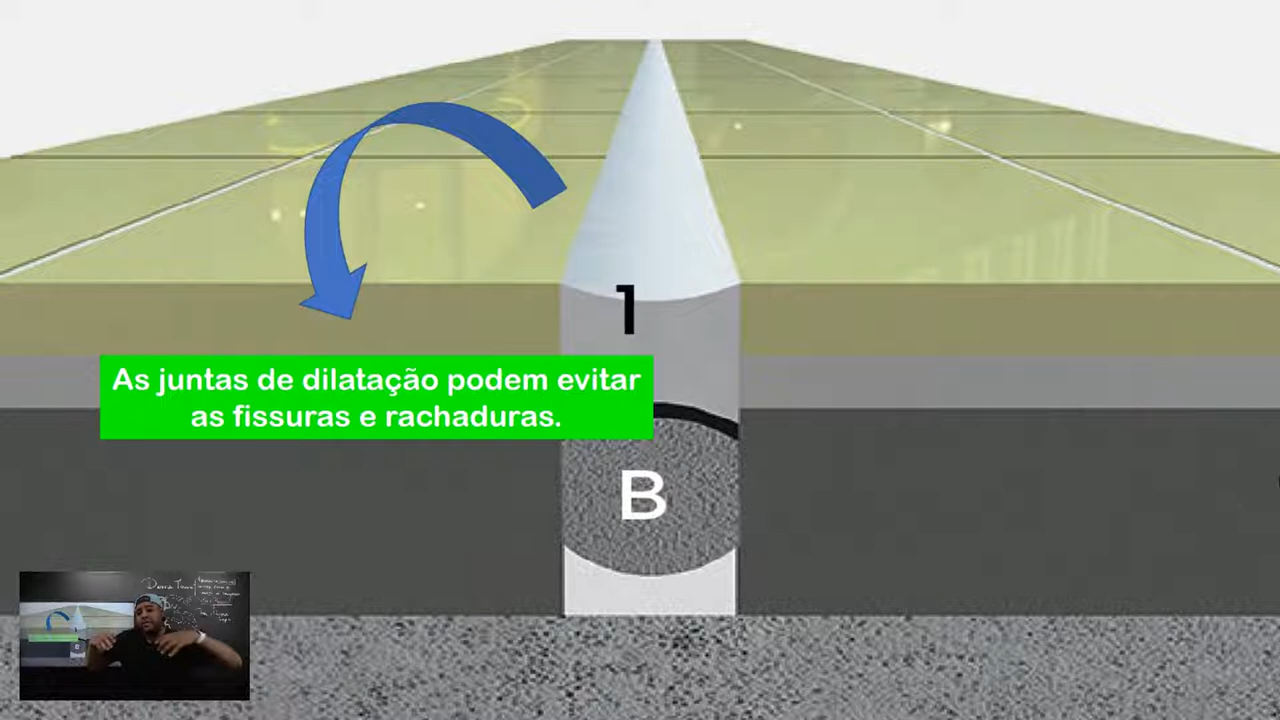 1
As juntas de dilatação podem evitar
as fissuras e rachaduras.
B